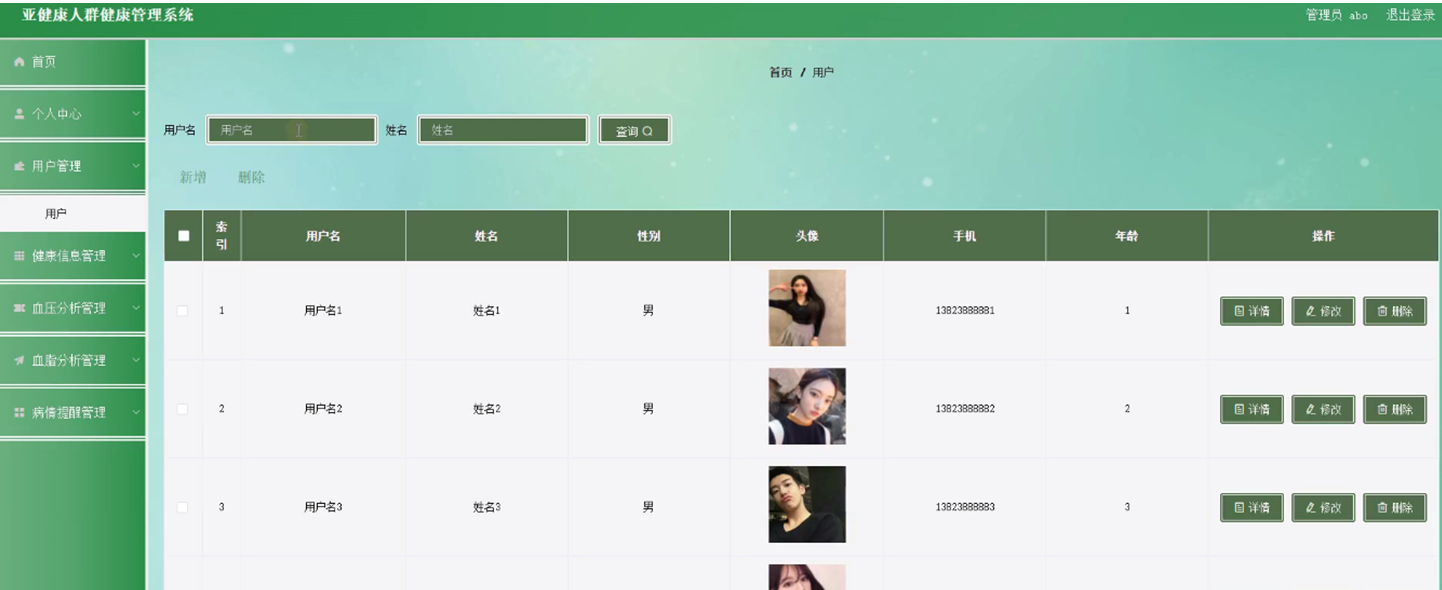 亚健康人群健康管理系统
管理员 abo 退出登录
首页
个人中心
用户管理
用户
健康信息管理
血压分析管理
血脂分析管理
病情提醒管理
首页 / 用户
用户名 用户名 姓名 姓名 查询
新增 删除
索引 用户名 姓名 性别 头像 手机 年龄 操作
1 用户名1 姓名1 男 13823888881 1 详情 修改 删除
2 用户名2 姓名2 男 13823888882 2 详情 修改 删除
3 用户名3 姓名3 男 13823888883 3 详情 修改 删除